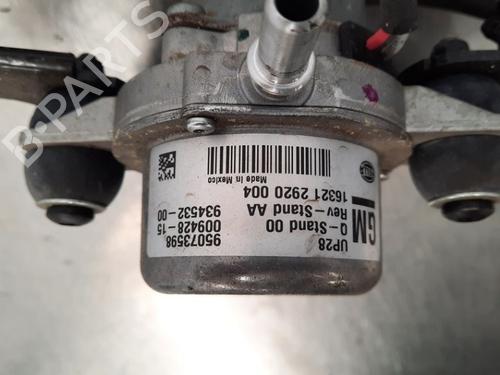 B-PARTS
HELLA
GM
UP28
Q-Stand 00
Rev-Stand AA
16321 2920 004
Made in Mexico
95073598
009428-15
934532-00